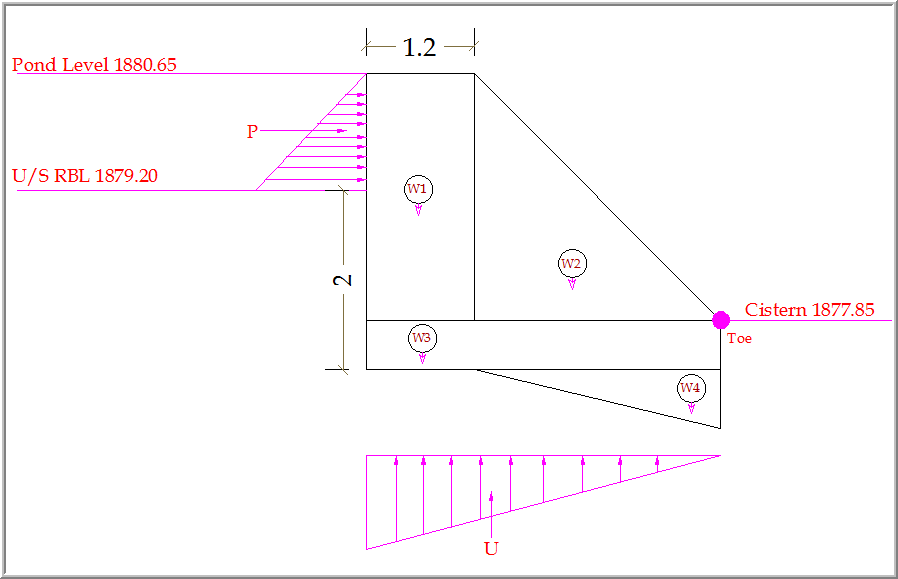 1.2
Pond Level 1880.65
P
U/S RBL 1879.20
W1
W2
2
Cistern 1877.85
W3
Toe
W4
U